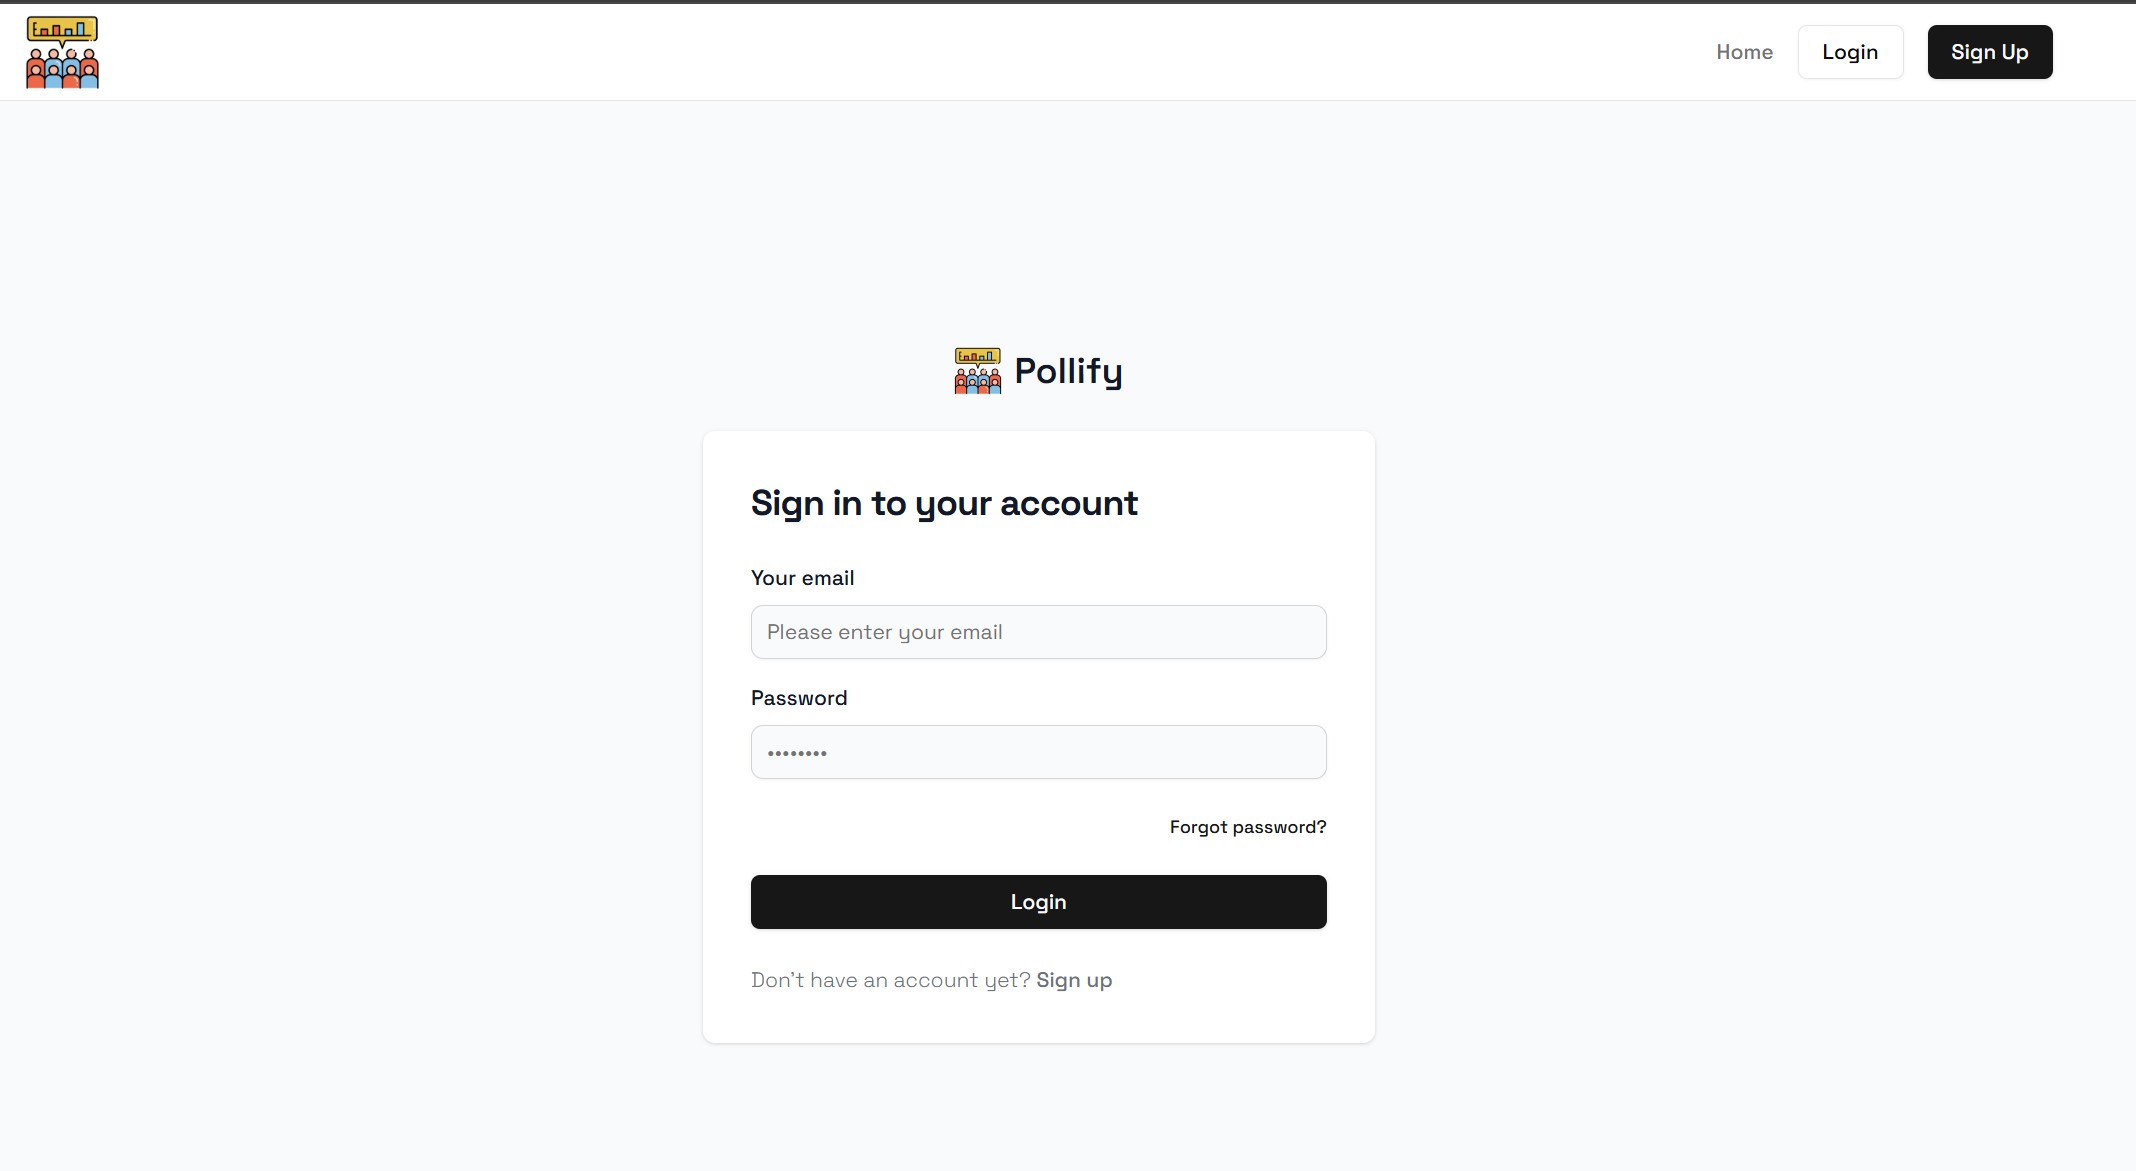 Home
Login
Sign Up
Pollify
Sign in to your account
Your email
Please enter your email
Password
••••••••
Forgot password?
Login
Don't have an account yet? Sign up